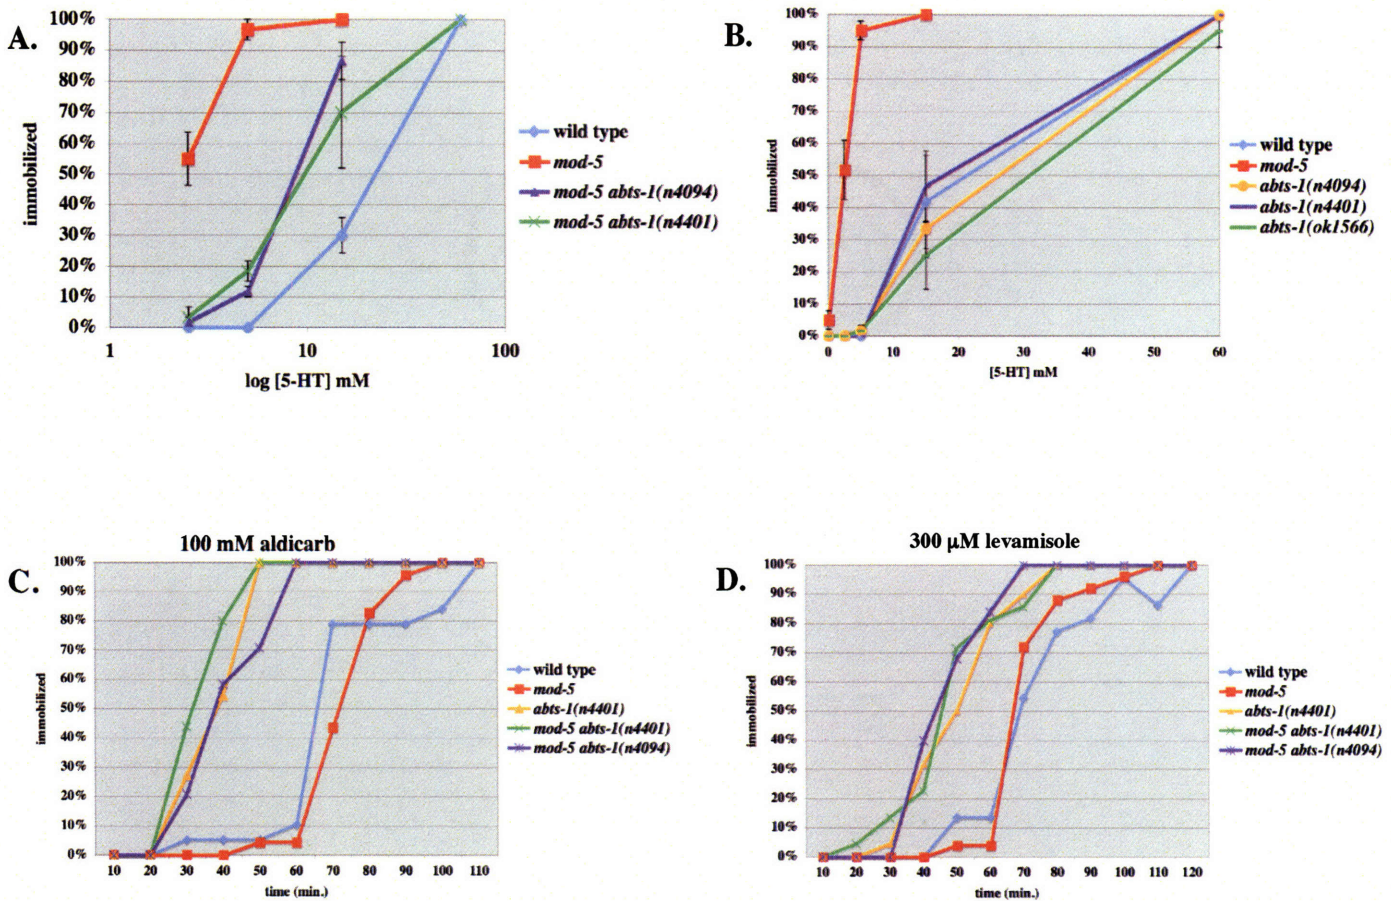 A.
100%
90%
80%
70%
60%
50%
40%
30%
20%
10%
0%
immobilized
1
10
100
log [5-HT] mM
wild type
mod-5
mod-5 abts-1(n4094)
mod-5 abts-1(n4401)
B.
100%
90%
80%
70%
60%
50%
40%
30%
20%
10%
0%
immobilized
0
10
20
30
40
50
60
[5-HT] mM
wild type
mod-5
abts-1(n4094)
abts-1(n4401)
abts-1(ok1566)
100 mM aldicarb
C.
100%
90%
80%
70%
60%
50%
40%
30%
20%
10%
0%
immobilized
10 20 30 40 50 60 70 80 90 100 110
time (min.)
wild type
mod-5
abts-1(n4401)
mod-5 abts-1(n4401)
mod-5 abts-1(n4094)
300 µM levamisole
D.
100%
90%
80%
70%
60%
50%
40%
30%
20%
10%
0%
immobilized
10 20 30 40 50 60 70 80 90 100 110 120
time (min.)
wild type
mod-5
abts-1(n4401)
mod-5 abts-1(n4401)
mod-5 abts-1(n4094)